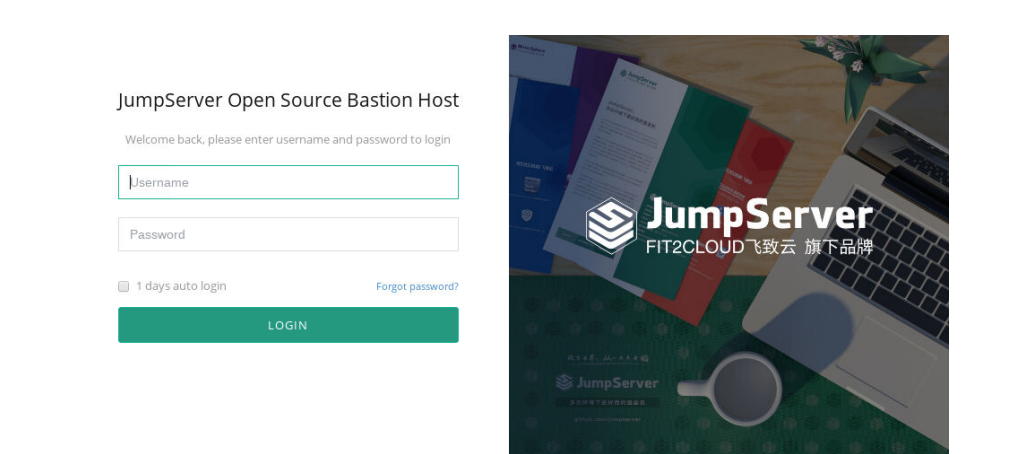 JumpServer Open Source Bastion Host
Welcome back, please enter username and password to login
Username
Password
1 days auto login
Forgot password?
LOGIN
JumpServer
FIT2CLOUD飞致云 旗下品牌
JumpServer
JumpServer